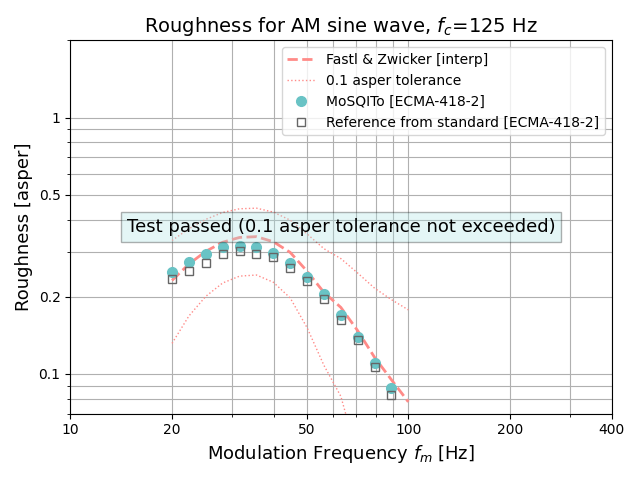 Roughness for AM sine wave, f_c=125 Hz
Fastl & Zwicker [interp]
0.1 asper tolerance
MoSQITo [ECMA-418-2]
Reference from standard [ECMA-418-2]
1
0.5
0.2
0.1
Roughness [asper]
Test passed (0.1 asper tolerance not exceeded)
10 20 50 100 200 400
Modulation Frequency f_m [Hz]